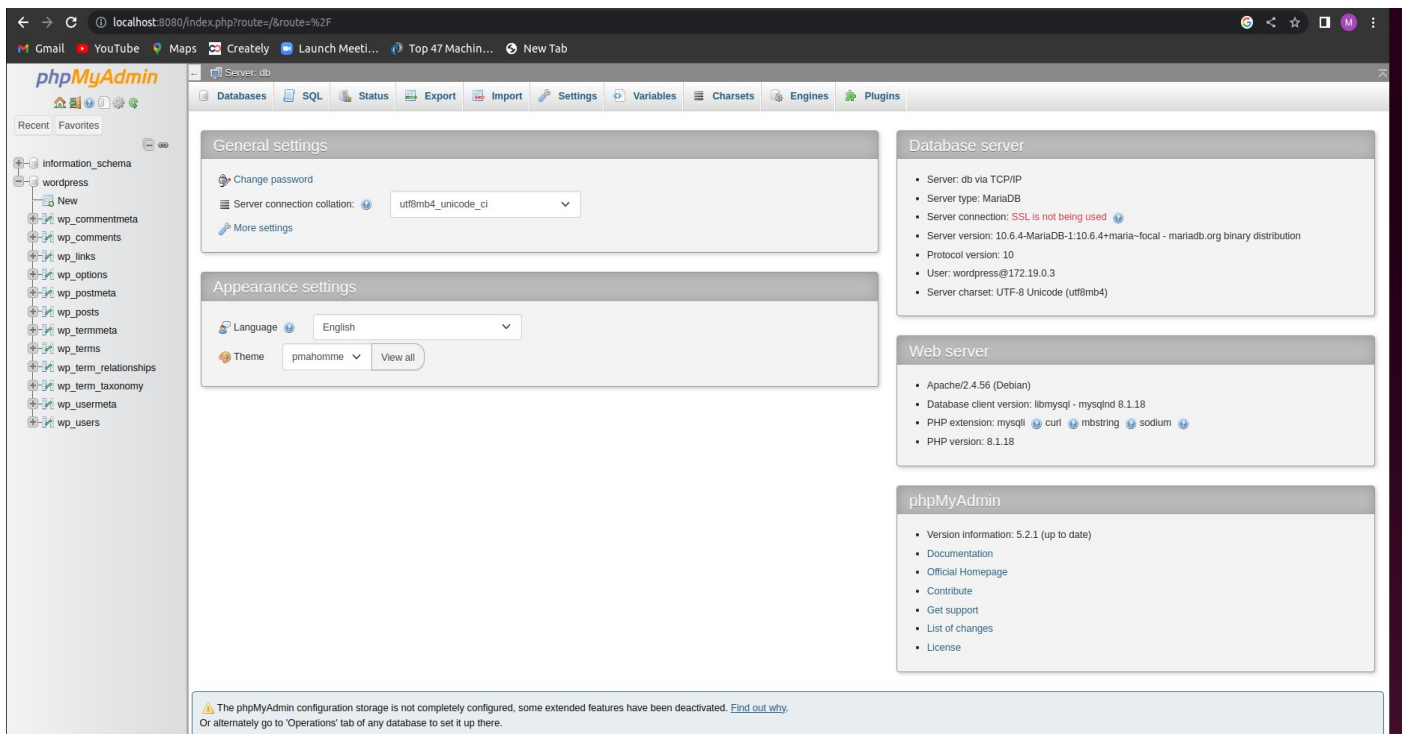 localhost:8080/index.php?route=/&route=%2F
M
Gmail YouTube Maps Creately Launch Meeti... Top 47 Machin... New Tab
phpMyAdmin
Recent Favorites
information_schema
wordpress
New
wp_commentmeta
wp_comments
wp_links
wp_options
wp_postmeta
wp_posts
wp_termmeta
wp_terms
wp_term_relationships
wp_term_taxonomy
wp_usermeta
wp_users
Server: db
Databases SQL Status Export Import Settings Variables Charsets Engines Plugins
General settings
Change password
Server connection collation: utf8mb4_unicode_ci
More settings
Appearance settings
Language English
Theme pmahomme View all
Database server
Server: db via TCP/IP
Server type: MariaDB
Server connection: SSL is not being used
Server version: 10.6.4-MariaDB-1:10.6.4+maria~focal - mariadb.org binary distribution
Protocol version: 10
User: wordpress@172.19.0.3
Server charset: UTF-8 Unicode (utf8mb4)
Web server
Apache/2.4.56 (Debian)
Database client version: libmysql - mysqlnd 8.1.18
PHP extension: mysqli curl mbstring sodium
PHP version: 8.1.18
phpMyAdmin
Version information: 5.2.1 (up to date)
Documentation
Official Homepage
Contribute
Get support
List of changes
License
The phpMyAdmin configuration storage is not completely configured, some extended features have been deactivated. Find out why.
Or alternately go to 'Operations' tab of any database to set it up there.